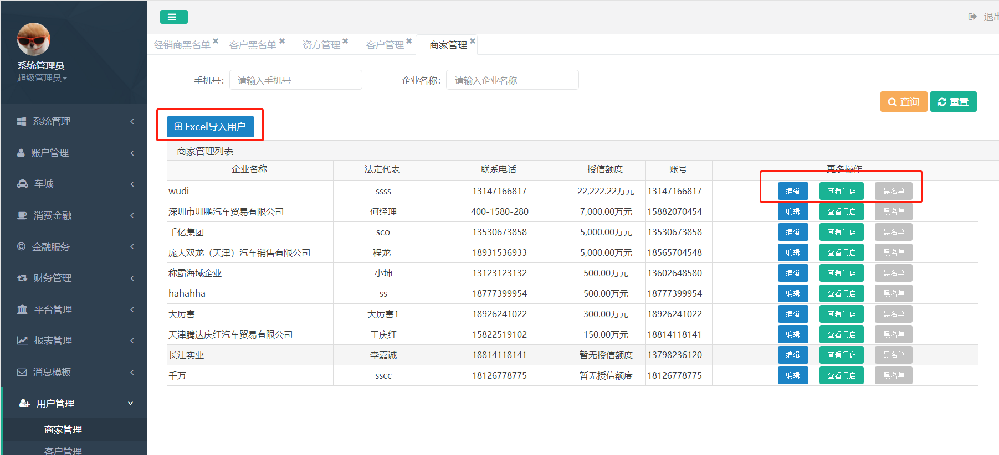 退出
系统管理员
超级管理员
系统管理
账户管理
车城
消费金融
金融服务
财务管理
平台管理
报表管理
消息模板
用户管理
商家管理
客户管理
经销商黑名单 客户黑名单 资方管理 客户管理 商家管理
手机号: 请输入手机号 企业名称: 请输入企业名称
查询 重置
Excel导入用户
商家管理列表
企业名称 法定代表 联系电话 授信额度 账号 更多操作
wudi ssss 13147166817 22,222.22万元 13147166817 编辑 查看门店 黑名单
深圳市圳鹏汽车贸易有限公司 何经理 400-1580-280 7,000.00万元 15882070454 编辑 查看门店 黑名单
千亿集团 sco 13530673858 5,000.00万元 13530673858 编辑 查看门店 黑名单
庞大双龙（天津）汽车销售有限公司 程龙 18931536933 5,000.00万元 18565704548 编辑 查看门店 黑名单
称霸海域企业 小坤 13123123132 500.00万元 13602648580 编辑 查看门店 黑名单
hahahha ss 18777399954 500.00万元 18777399954 编辑 查看门店 黑名单
大厉害 大厉害1 18926241022 300.00万元 18926241022 编辑 查看门店 黑名单
天津腾达庆红汽车贸易有限公司 于庆红 15822519102 150.00万元 18814118141 编辑 查看门店 黑名单
长江实业 李嘉诚 18814118141 暂无授信额度 13798236120 编辑 查看门店 黑名单
千万 sscc 18126778775 暂无授信额度 18126778775 编辑 查看门店 黑名单